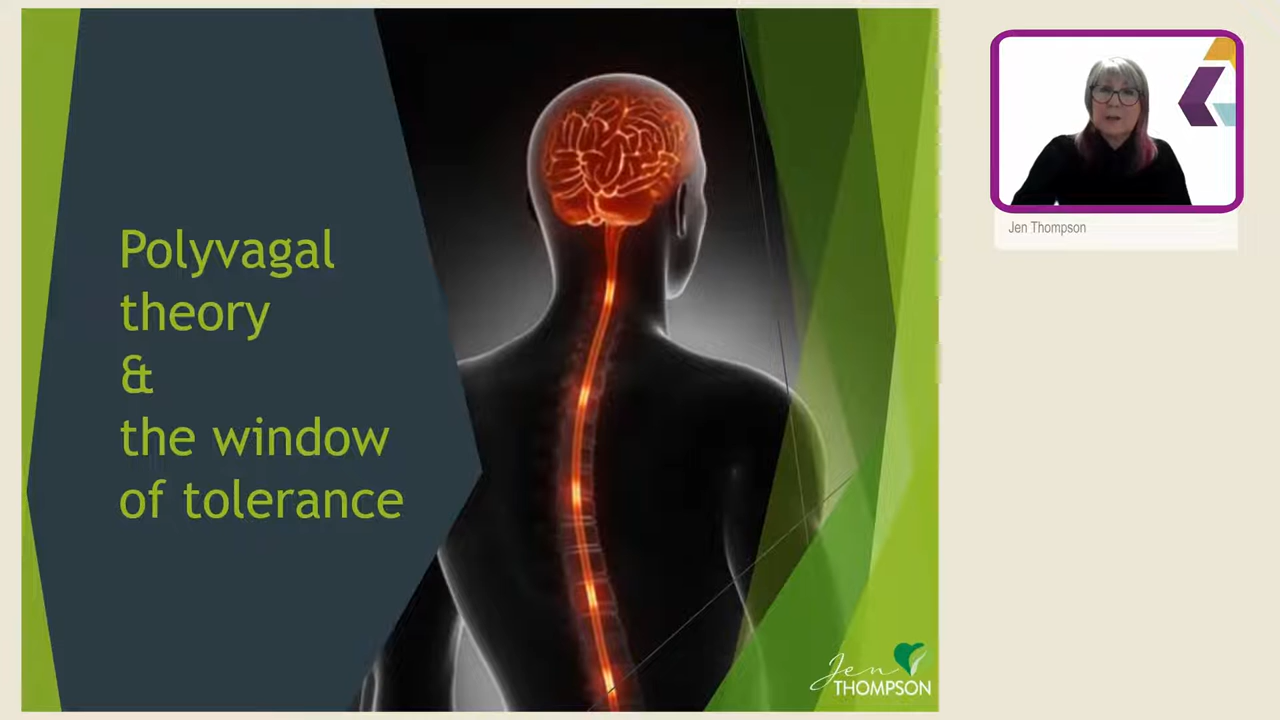 Polyvagal
theory
&
the window
of tolerance
Jen Thompson
Jen
THOMPSON